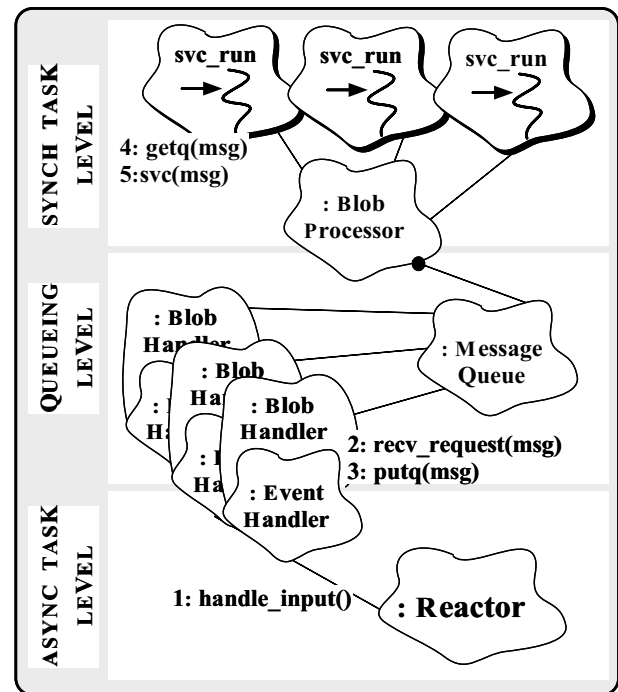 SYNCH TASK
LEVEL
svc_run
svc_run
svc_run
4: getq(msg)
5:svc(msg)
: Blob
Processor
QUEUEING
LEVEL
: Blob
Handler
: Blob
: Blob
Handler
: Event
Handler
: Message
Queue
2: recv_request(msg)
3: putq(msg)
ASYNC TASK
LEVEL
1: handle_input()
: Reactor